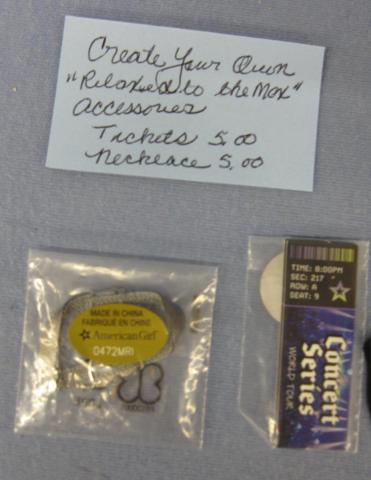 Create Your Own
"Relaxed to the Max"
accessories
Tickets 5.00
Necklace 5.00
MADE IN CHINA
FABRIQUÉ EN CHINE
American Girl
0472MRI
TIME: 8:00PM
SEC: 217
ROW: A
SEAT: 9
Concert
Series
WORLD TOUR